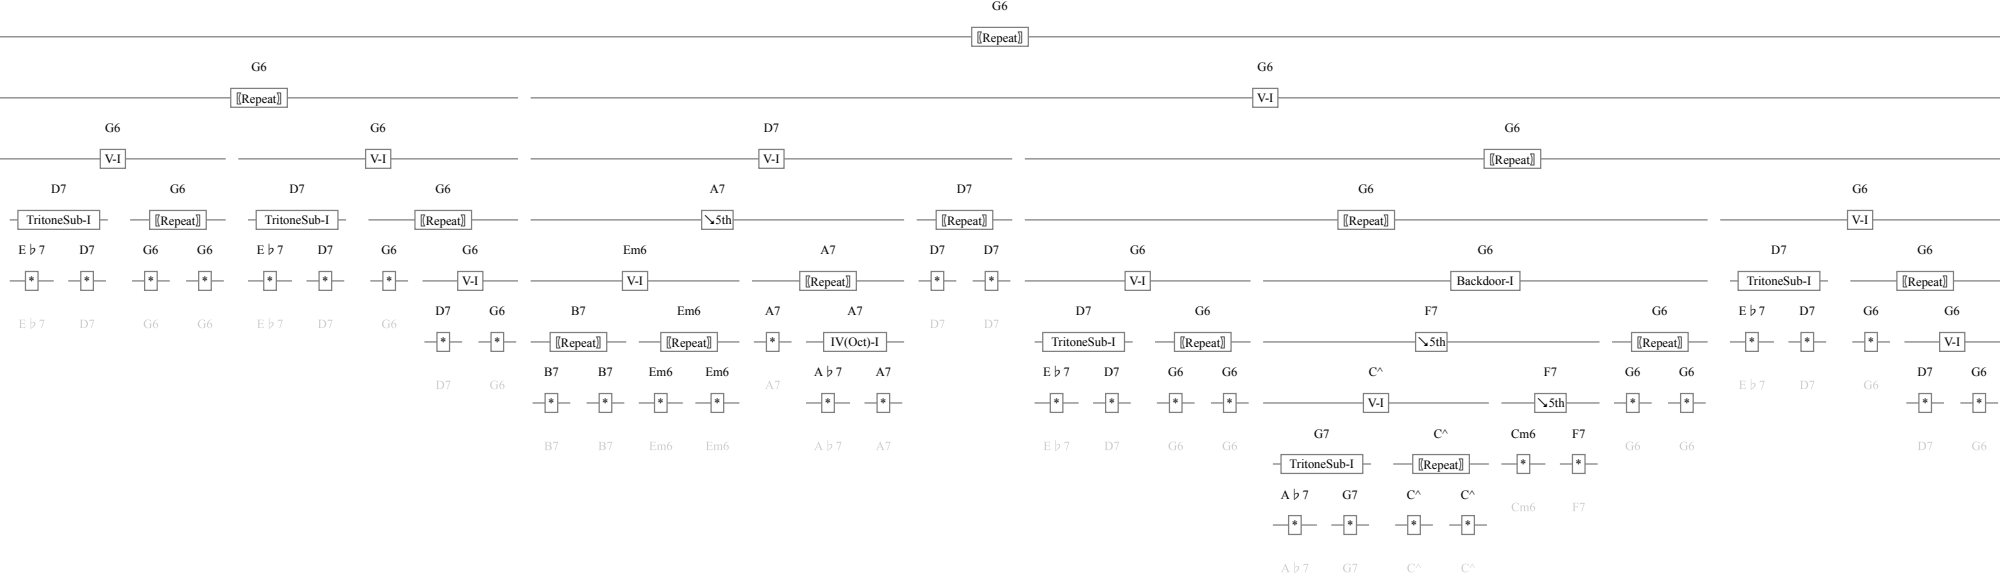 G6
〚Repeat〛
G6 G6
〚Repeat〛 V-I
G6 G6 D7 G6
V-I V-I V-I 〚Repeat〛
D7 G6 D7 G6 A7 D7 G6 G6
TritoneSub-I 〚Repeat〛 TritoneSub-I 〚Repeat〛 ↘5th 〚Repeat〛 〚Repeat〛 V-I
E♭7 D7 G6 G6 E♭7 D7 G6 G6 Em6 A7 D7 D7 G6 G6 D7 G6
* * * * * * * V-I V-I 〚Repeat〛 * * V-I Backdoor-I TritoneSub-I 〚Repeat〛
E♭7 D7 G6 G6 E♭7 D7 G6 D7 G6 B7 Em6 A7 A7 D7 D7 D7 G6 F7 G6 E♭7 D7 G6 G6
* * 〚Repeat〛 〚Repeat〛 * IV(Oct)-I TritoneSub-I 〚Repeat〛 ↘5th 〚Repeat〛 * * * V-I
D7 G6 B7 B7 Em6 Em6 A7 A♭7 A7 E♭7 D7 G6 G6 C^ F7 G6 G6 E♭7 D7 G6 D7 G6
* * * * * * * * * * V-I ↘5th * * * *
B7 B7 Em6 Em6 A♭7 A7 E♭7 D7 G6 G6 G7 C^ Cm6 F7 G6 G6 D7 G6
TritoneSub-I 〚Repeat〛 * *
A♭7 G7 C^ C^ Cm6 F7
* * * *
A♭7 G7 C^ C^